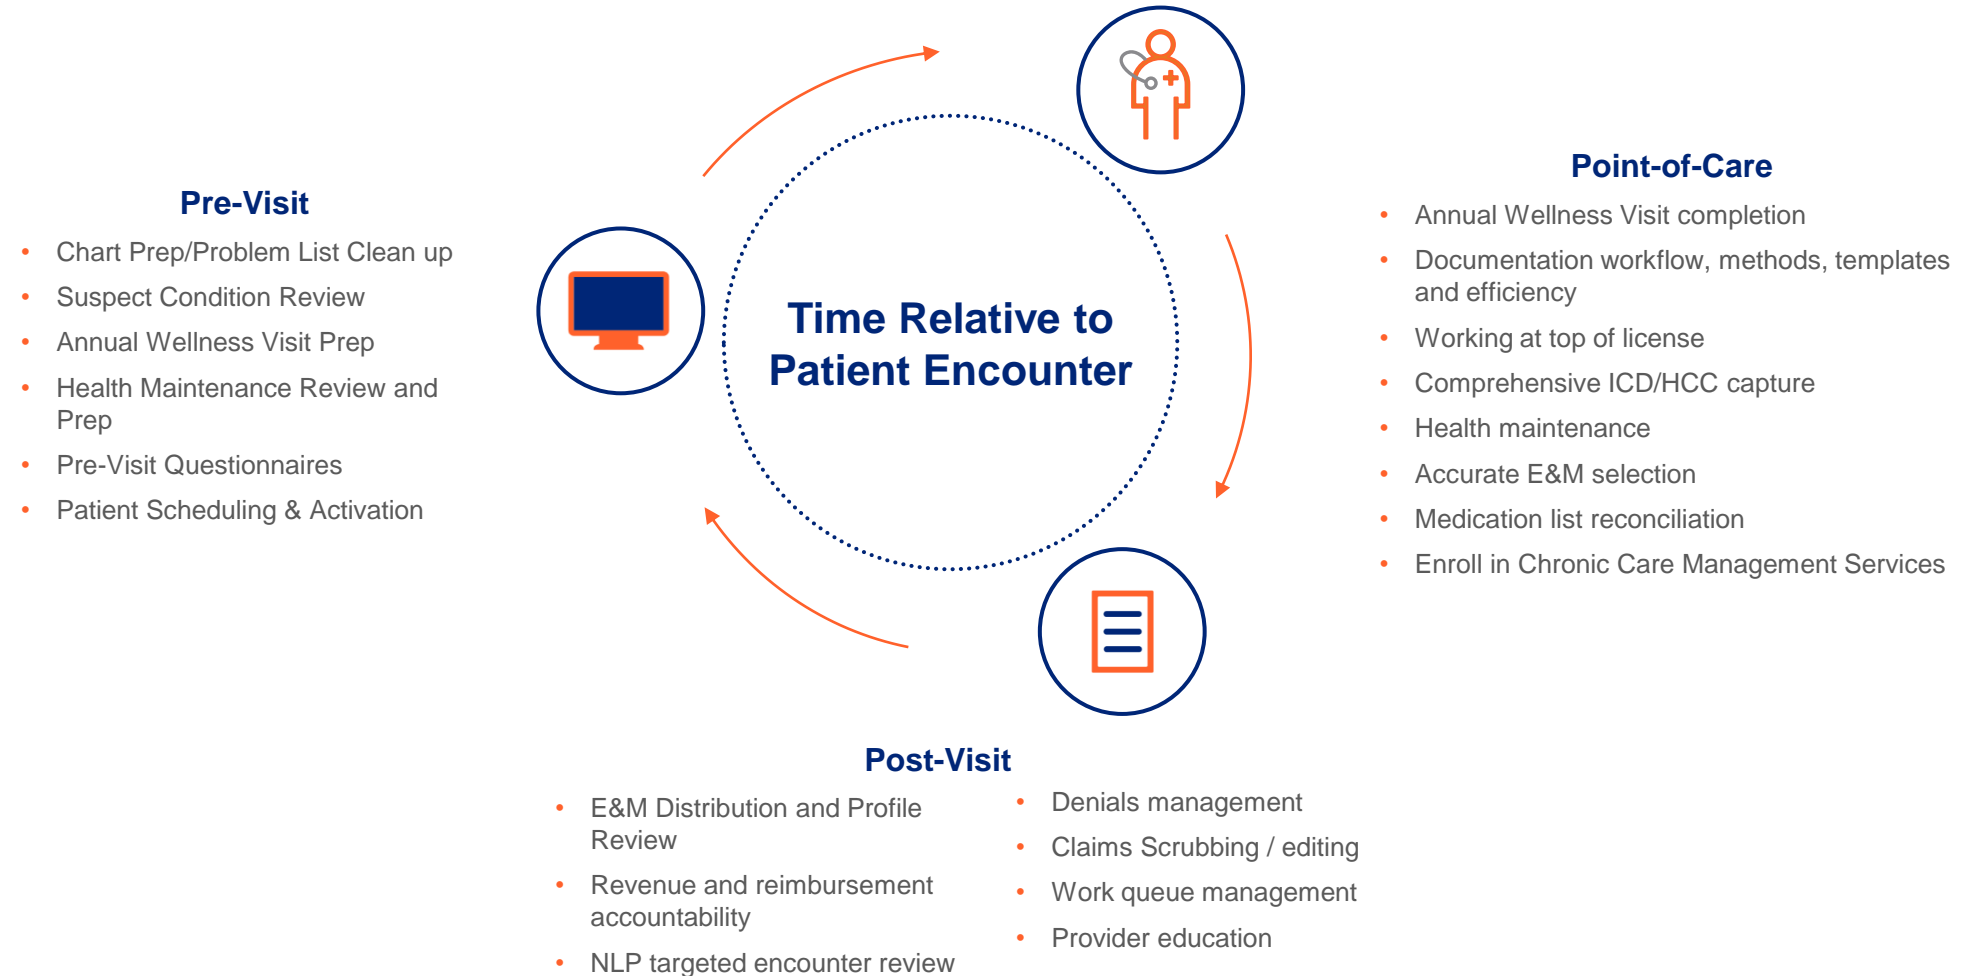 Pre-Visit
• Chart Prep/Problem List Clean up
• Suspect Condition Review
• Annual Wellness Visit Prep
• Health Maintenance Review and
Prep
• Pre-Visit Questionnaires
• Patient Scheduling & Activation
Time Relative to
Patient Encounter
Point-of-Care
• Annual Wellness Visit completion
• Documentation workflow, methods, templates
and efficiency
• Working at top of license
• Comprehensive ICD/HCC capture
• Health maintenance
• Accurate E&M selection
• Medication list reconciliation
• Enroll in Chronic Care Management Services
Post-Visit
• E&M Distribution and Profile
Review
• Revenue and reimbursement
accountability
• NLP targeted encounter review
• Denials management
• Claims Scrubbing / editing
• Work queue management
• Provider education